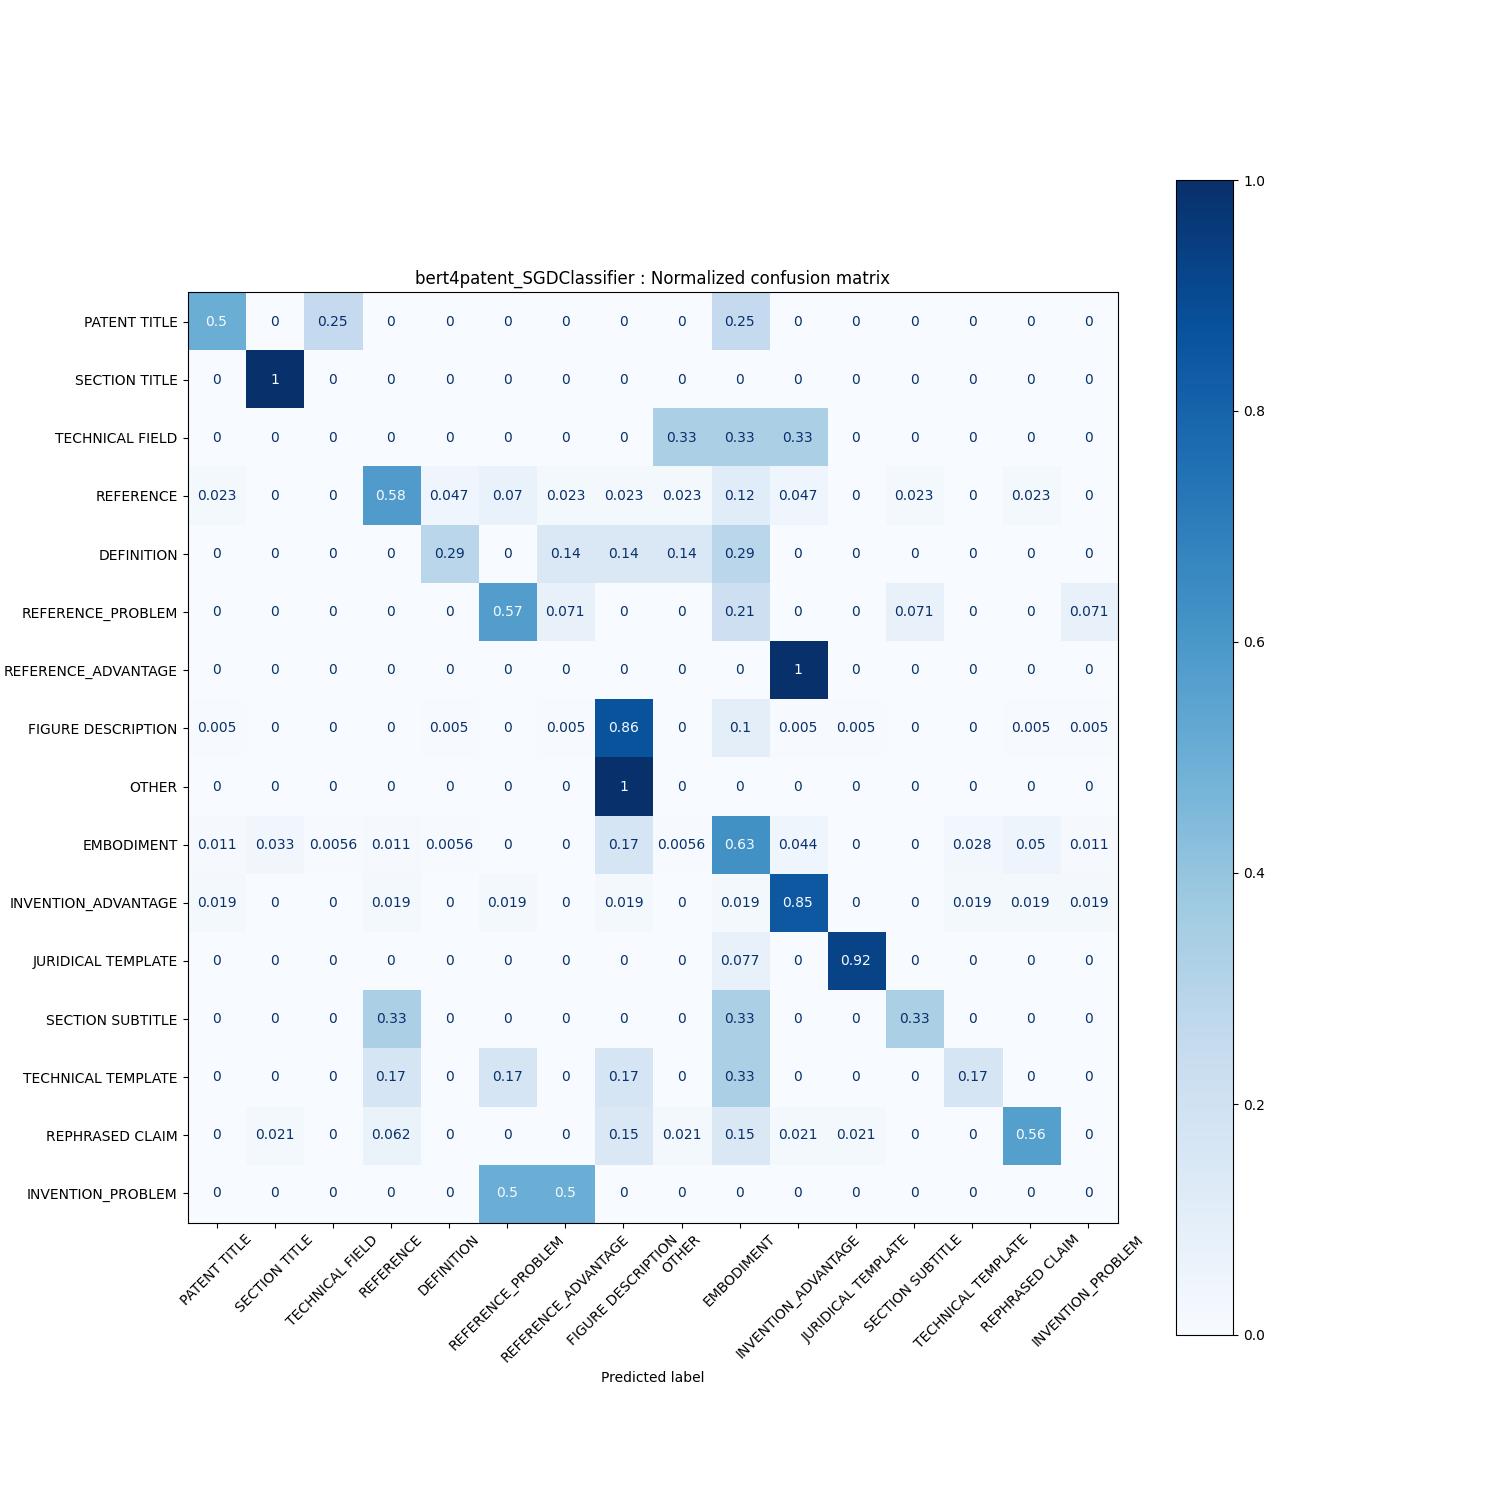 bert4patent_SGDClassifier : Normalized confusion matrix
PATENT TITLE 0.5 0 0.25 0 0 0 0 0 0 0.25 0 0 0 0 0 0
SECTION TITLE 0 1 0 0 0 0 0 0 0 0 0 0 0 0 0 0
TECHNICAL FIELD 0 0 0 0 0 0 0 0 0.33 0.33 0.33 0 0 0 0 0
REFERENCE 0.023 0 0 0.58 0.047 0.07 0.023 0.023 0.023 0.12 0.047 0 0.023 0 0.023 0
DEFINITION 0 0 0 0 0.29 0 0.14 0.14 0.14 0.29 0 0 0 0 0 0
REFERENCE_PROBLEM 0 0 0 0 0 0.57 0.071 0 0 0.21 0 0 0.071 0 0 0.071
REFERENCE_ADVANTAGE 0 0 0 0 0 0 0 0 0 0 1 0 0 0 0 0
FIGURE DESCRIPTION 0.005 0 0 0 0.005 0 0.005 0.86 0 0.1 0.005 0.005 0 0 0.005 0.005
OTHER 0 0 0 0 0 0 0 1 0 0 0 0 0 0 0 0
EMBODIMENT 0.011 0.033 0.0056 0.011 0.0056 0 0 0.17 0.0056 0.63 0.044 0 0 0.028 0.05 0.011
INVENTION_ADVANTAGE 0.019 0 0 0.019 0 0.019 0 0.019 0 0.019 0.85 0 0 0.019 0.019 0.019
JURIDICAL TEMPLATE 0 0 0 0 0 0 0 0 0 0.077 0 0.92 0 0 0 0
SECTION SUBTITLE 0 0 0 0.33 0 0 0 0 0 0.33 0 0 0.33 0 0 0
TECHNICAL TEMPLATE 0 0 0 0.17 0 0.17 0 0.17 0 0.33 0 0 0 0.17 0 0
REPHRASED CLAIM 0 0.021 0 0.062 0 0 0 0.15 0.021 0.15 0.021 0.021 0 0 0.56 0
INVENTION_PROBLEM 0 0 0 0 0 0.5 0.5 0 0 0 0 0 0 0 0 0
PATENT TITLE
SECTION TITLE
TECHNICAL FIELD
REFERENCE
DEFINITION
REFERENCE_PROBLEM
REFERENCE_ADVANTAGE
FIGURE DESCRIPTION
OTHER
EMBODIMENT
INVENTION_ADVANTAGE
JURIDICAL TEMPLATE
SECTION SUBTITLE
TECHNICAL TEMPLATE
REPHRASED CLAIM
INVENTION_PROBLEM
Predicted label
1.0
0.8
0.6
0.4
0.2
0.0